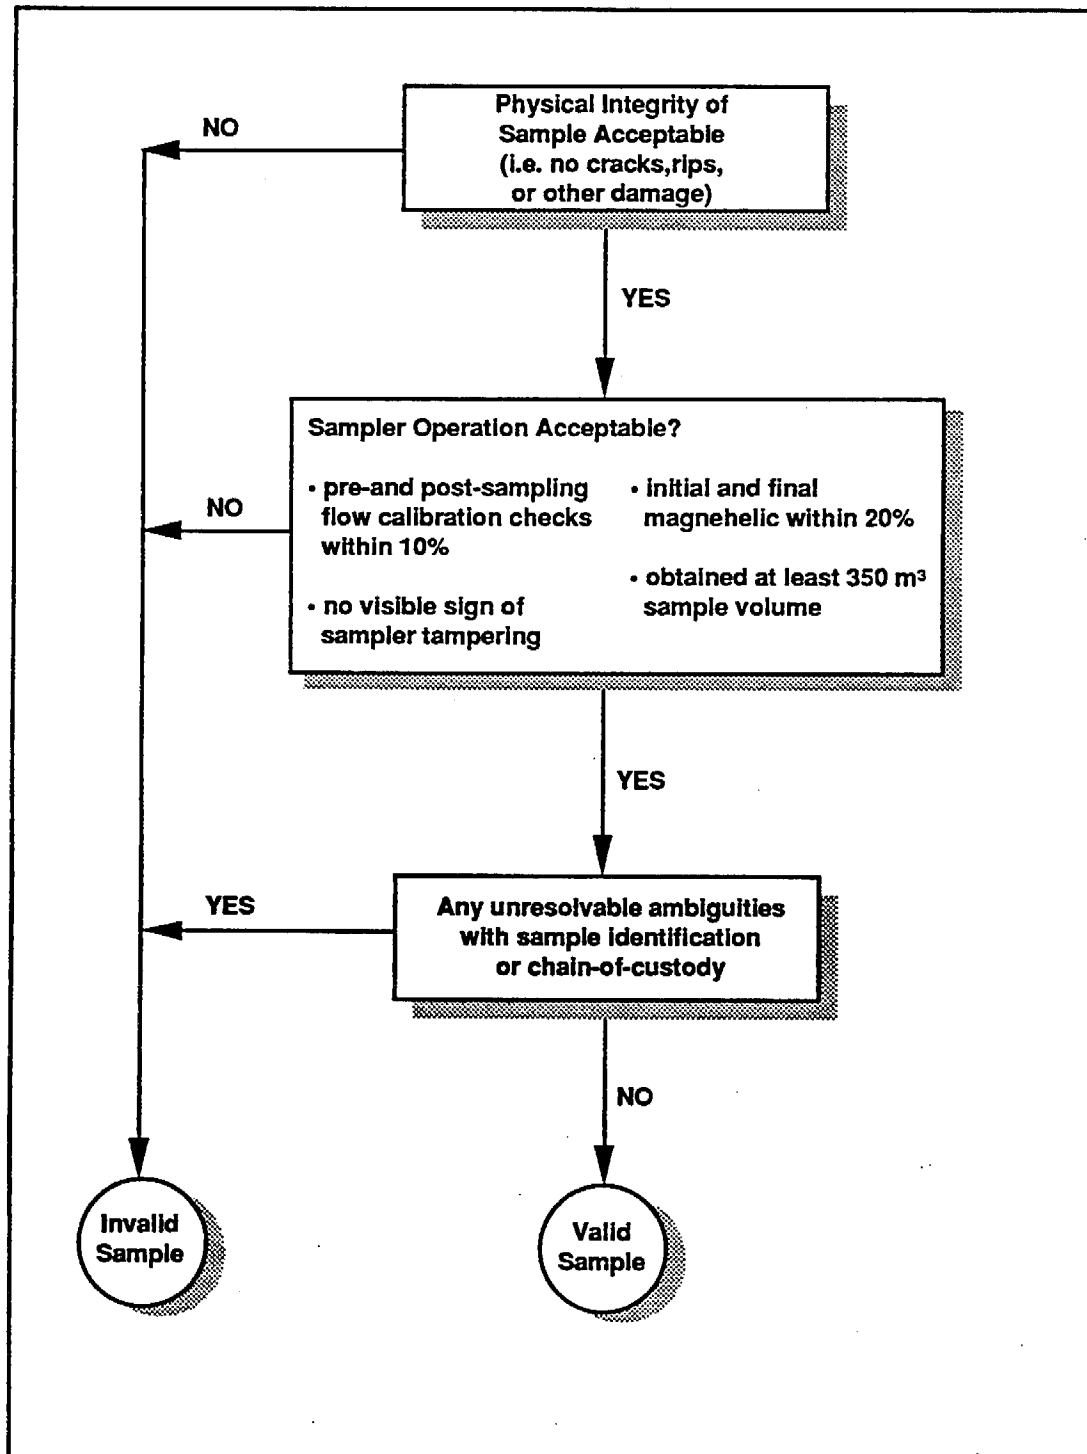 Physical Integrity of
Sample Acceptable
(i.e. no cracks,rips,
or other damage)
NO
YES
Sampler Operation Acceptable?
• pre-and post-sampling
flow calibration checks
within 10%
• no visible sign of
sampler tampering
• initial and final
magnehelic within 20%
• obtained at least 350 m³
sample volume
NO
YES
Any unresolvable ambiguities
with sample identification
or chain-of-custody
YES
NO
Invalid
Sample
Valid
Sample